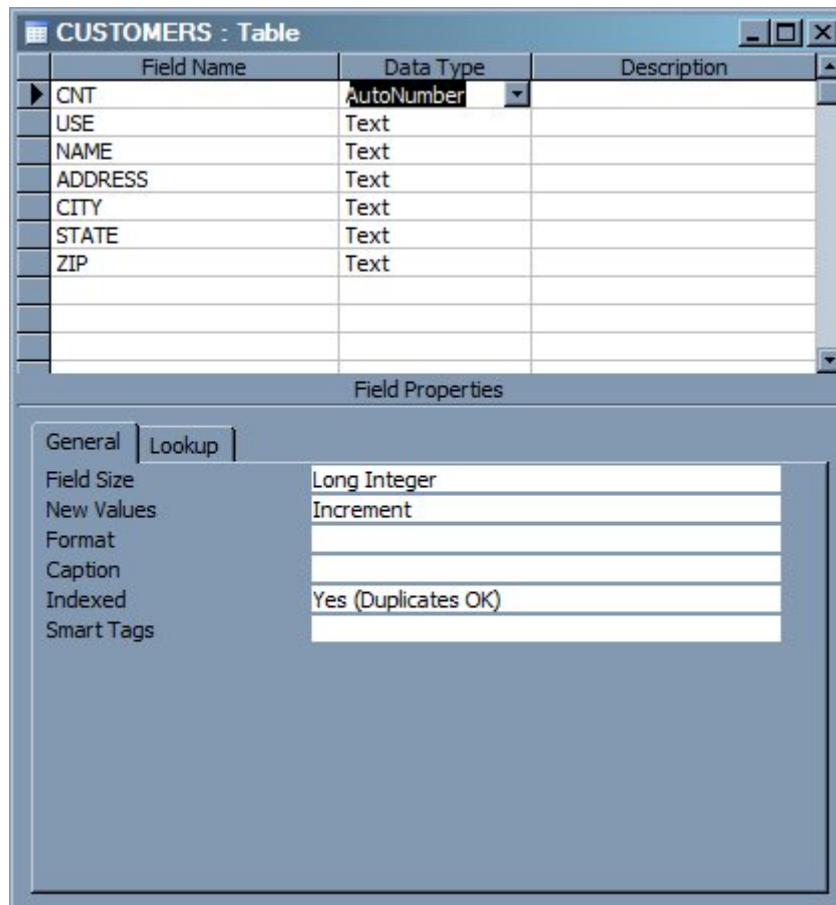 CUSTOMERS : Table
Field Name Data Type Description
CNT AutoNumber
USE Text
NAME Text
ADDRESS Text
CITY Text
STATE Text
ZIP Text
Field Properties
General Lookup
Field Size Long Integer
New Values Increment
Format
Caption
Indexed Yes (Duplicates OK)
Smart Tags